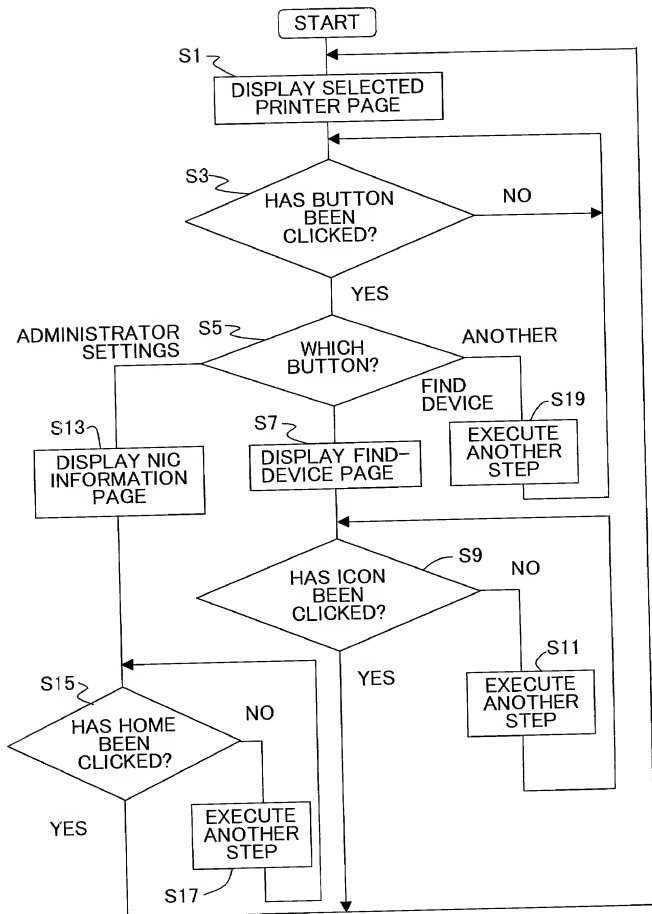 START
S1
DISPLAY SELECTED
PRINTER PAGE
S3
HAS BUTTON
BEEN
CLICKED?
NO
YES
ADMINISTRATOR
SETTINGS
S5
WHICH
BUTTON?
ANOTHER
FIND
DEVICE
S13
DISPLAY NIC
INFORMATION
PAGE
S7
DISPLAY FIND-
DEVICE PAGE
S19
EXECUTE
ANOTHER
STEP
S9
HAS ICON
BEEN
CLICKED?
NO
YES
S11
EXECUTE
ANOTHER
STEP
S15
HAS HOME
BEEN
CLICKED?
NO
YES
EXECUTE
ANOTHER
STEP
S17